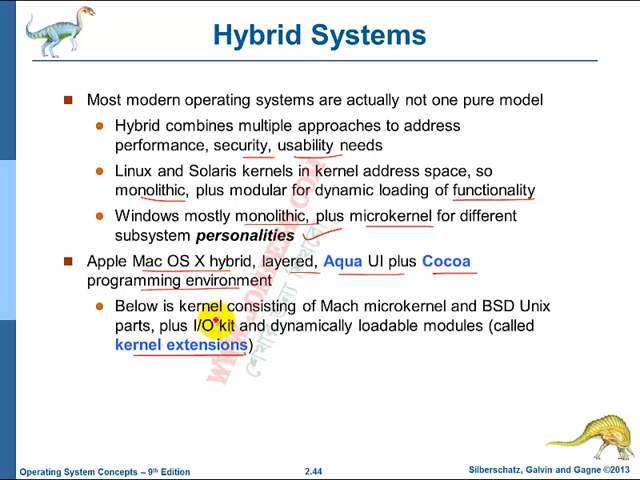 Hybrid Systems
Most modern operating systems are actually not one pure model
Hybrid combines multiple approaches to address
performance, security, usability needs
Linux and Solaris kernels in kernel address space, so
monolithic, plus modular for dynamic loading of functionality
Windows mostly monolithic, plus microkernel for different
subsystem personalities
Apple Mac OS X hybrid, layered, Aqua UI plus Cocoa
programming environment
Below is kernel consisting of Mach microkernel and BSD Unix
parts, plus I/O kit and dynamically loadable modules (called
kernel extensions)
Operating System Concepts – 9th Edition
2.44
Silberschatz, Galvin and Gagne ©2013